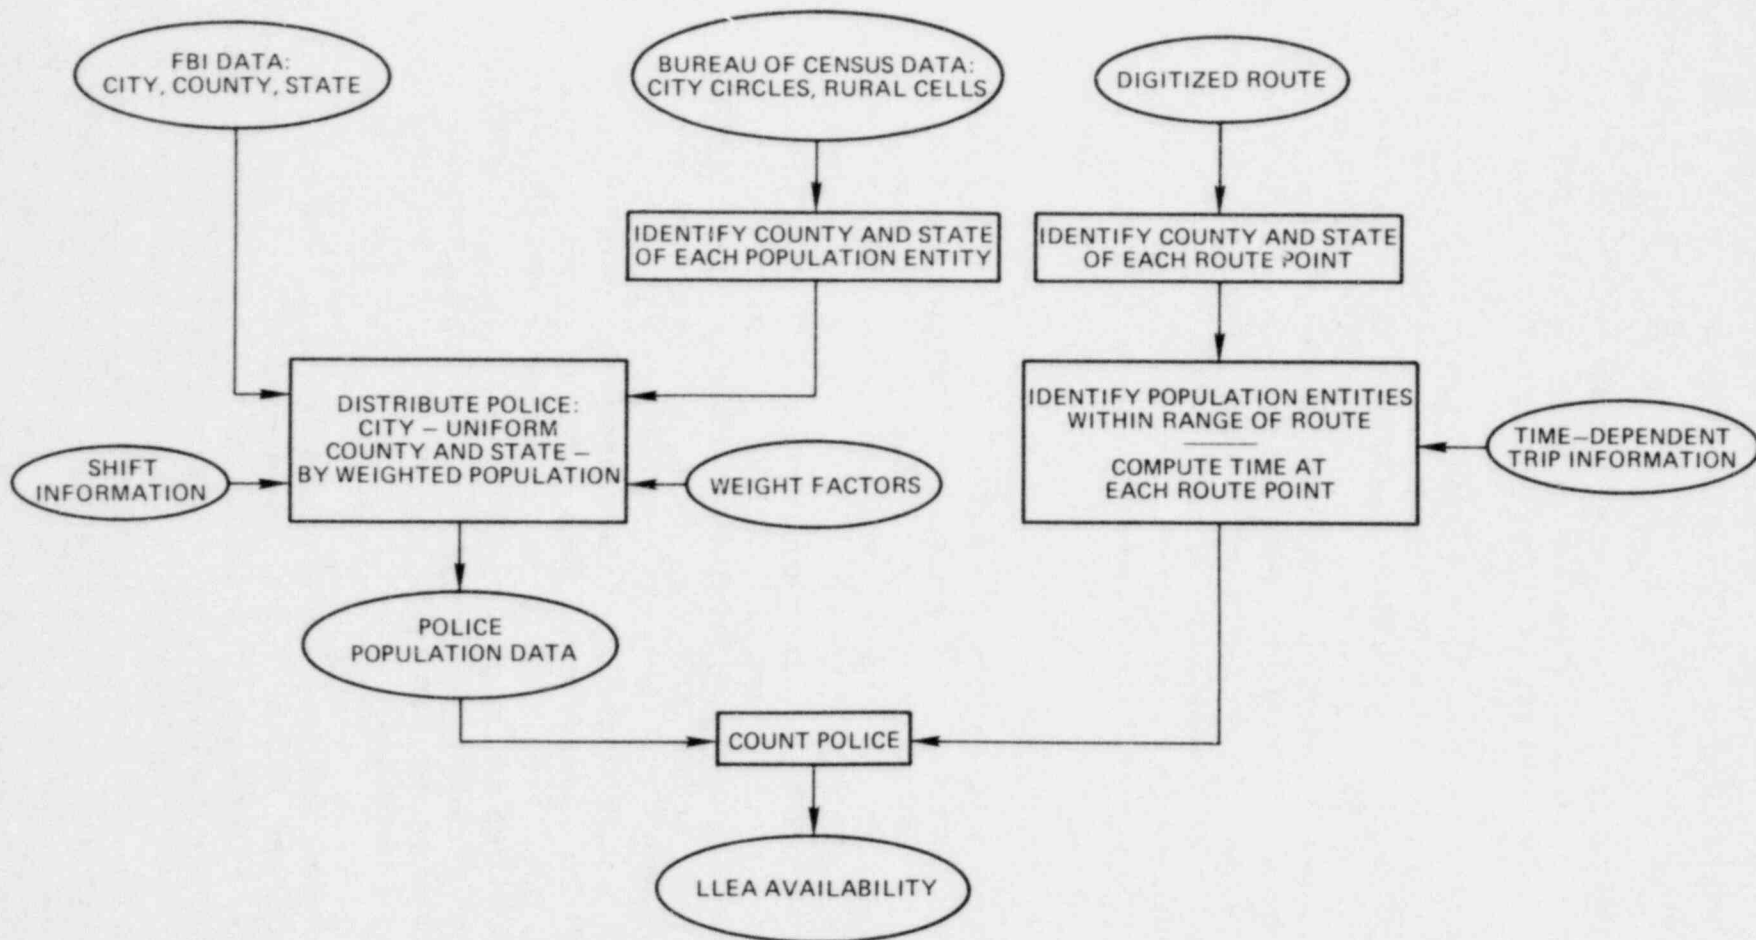 FBI DATA:
CITY, COUNTY, STATE
BUREAU OF CENSUS DATA:
CITY CIRCLES, RURAL CELLS
DIGITIZED ROUTE
IDENTIFY COUNTY AND STATE
OF EACH POPULATION ENTITY
IDENTIFY COUNTY AND STATE
OF EACH ROUTE POINT
DISTRIBUTE POLICE:
CITY – UNIFORM
COUNTY AND STATE –
BY WEIGHTED POPULATION
SHIFT
INFORMATION
WEIGHT FACTORS
IDENTIFY POPULATION ENTITIES
WITHIN RANGE OF ROUTE
COMPUTE TIME AT
EACH ROUTE POINT
TIME–DEPENDENT
TRIP INFORMATION
POLICE
POPULATION DATA
COUNT POLICE
LLEA AVAILABILITY